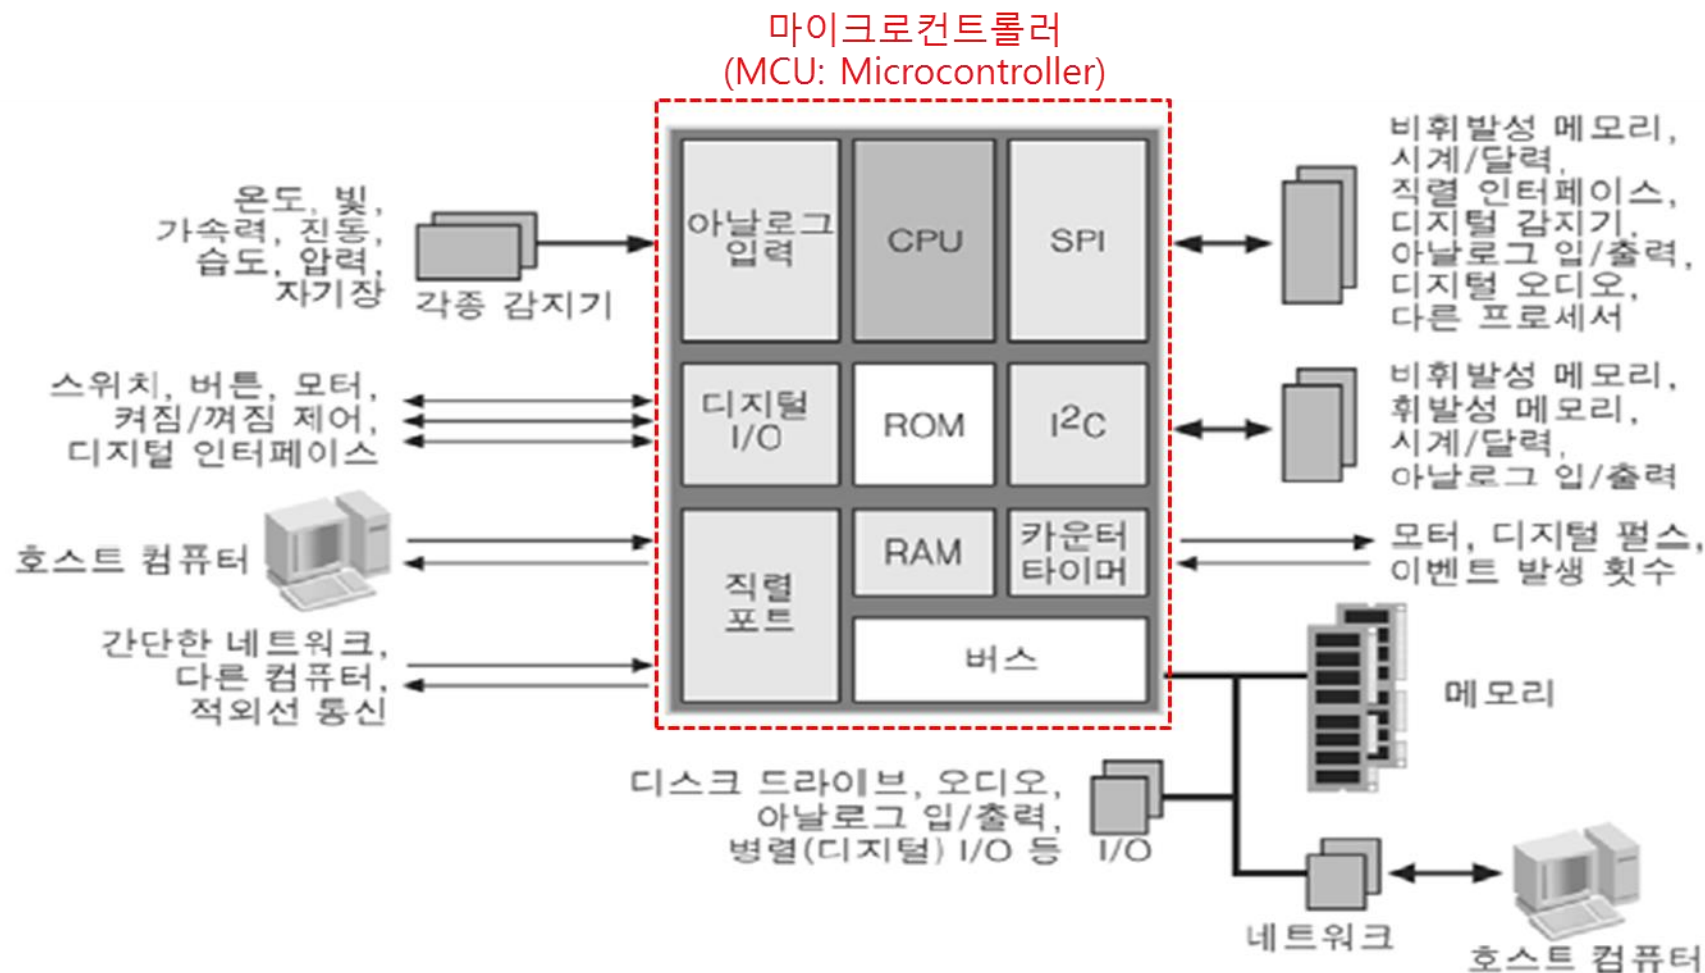 마이크로컨트롤러
(MCU: Microcontroller)
온도, 빛,
가속력, 진동,
습도, 압력,
자기장
각종 감지기
스위치, 버튼, 모터,
켜짐/꺼짐 제어,
디지털 인터페이스
호스트 컴퓨터
간단한 네트워크,
다른 컴퓨터,
적외선 통신
아날로그
입력
CPU
SPI
디지털
I/O
ROM
I²C
직렬
포트
RAM
카운터
타이머
버스
비휘발성 메모리,
시계/달력,
직렬 인터페이스,
디지털 감지기,
아날로그 입/출력,
디지털 오디오,
다른 프로세서
비휘발성 메모리,
휘발성 메모리,
시계/달력,
아날로그 입/출력
모터, 디지털 펄스,
이벤트 발생 횟수
메모리
디스크 드라이브, 오디오,
아날로그 입/출력,
병렬(디지털) I/O 등
I/O
네트워크
호스트 컴퓨터